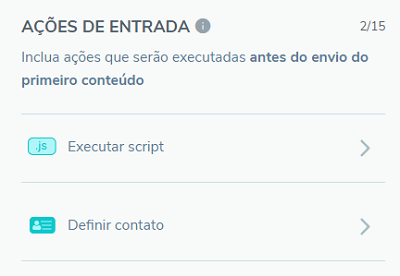 AÇÕES DE ENTRADA
2/15
Inclua ações que serão executadas antes do envio do
primeiro conteúdo
.js Executar script
Definir contato